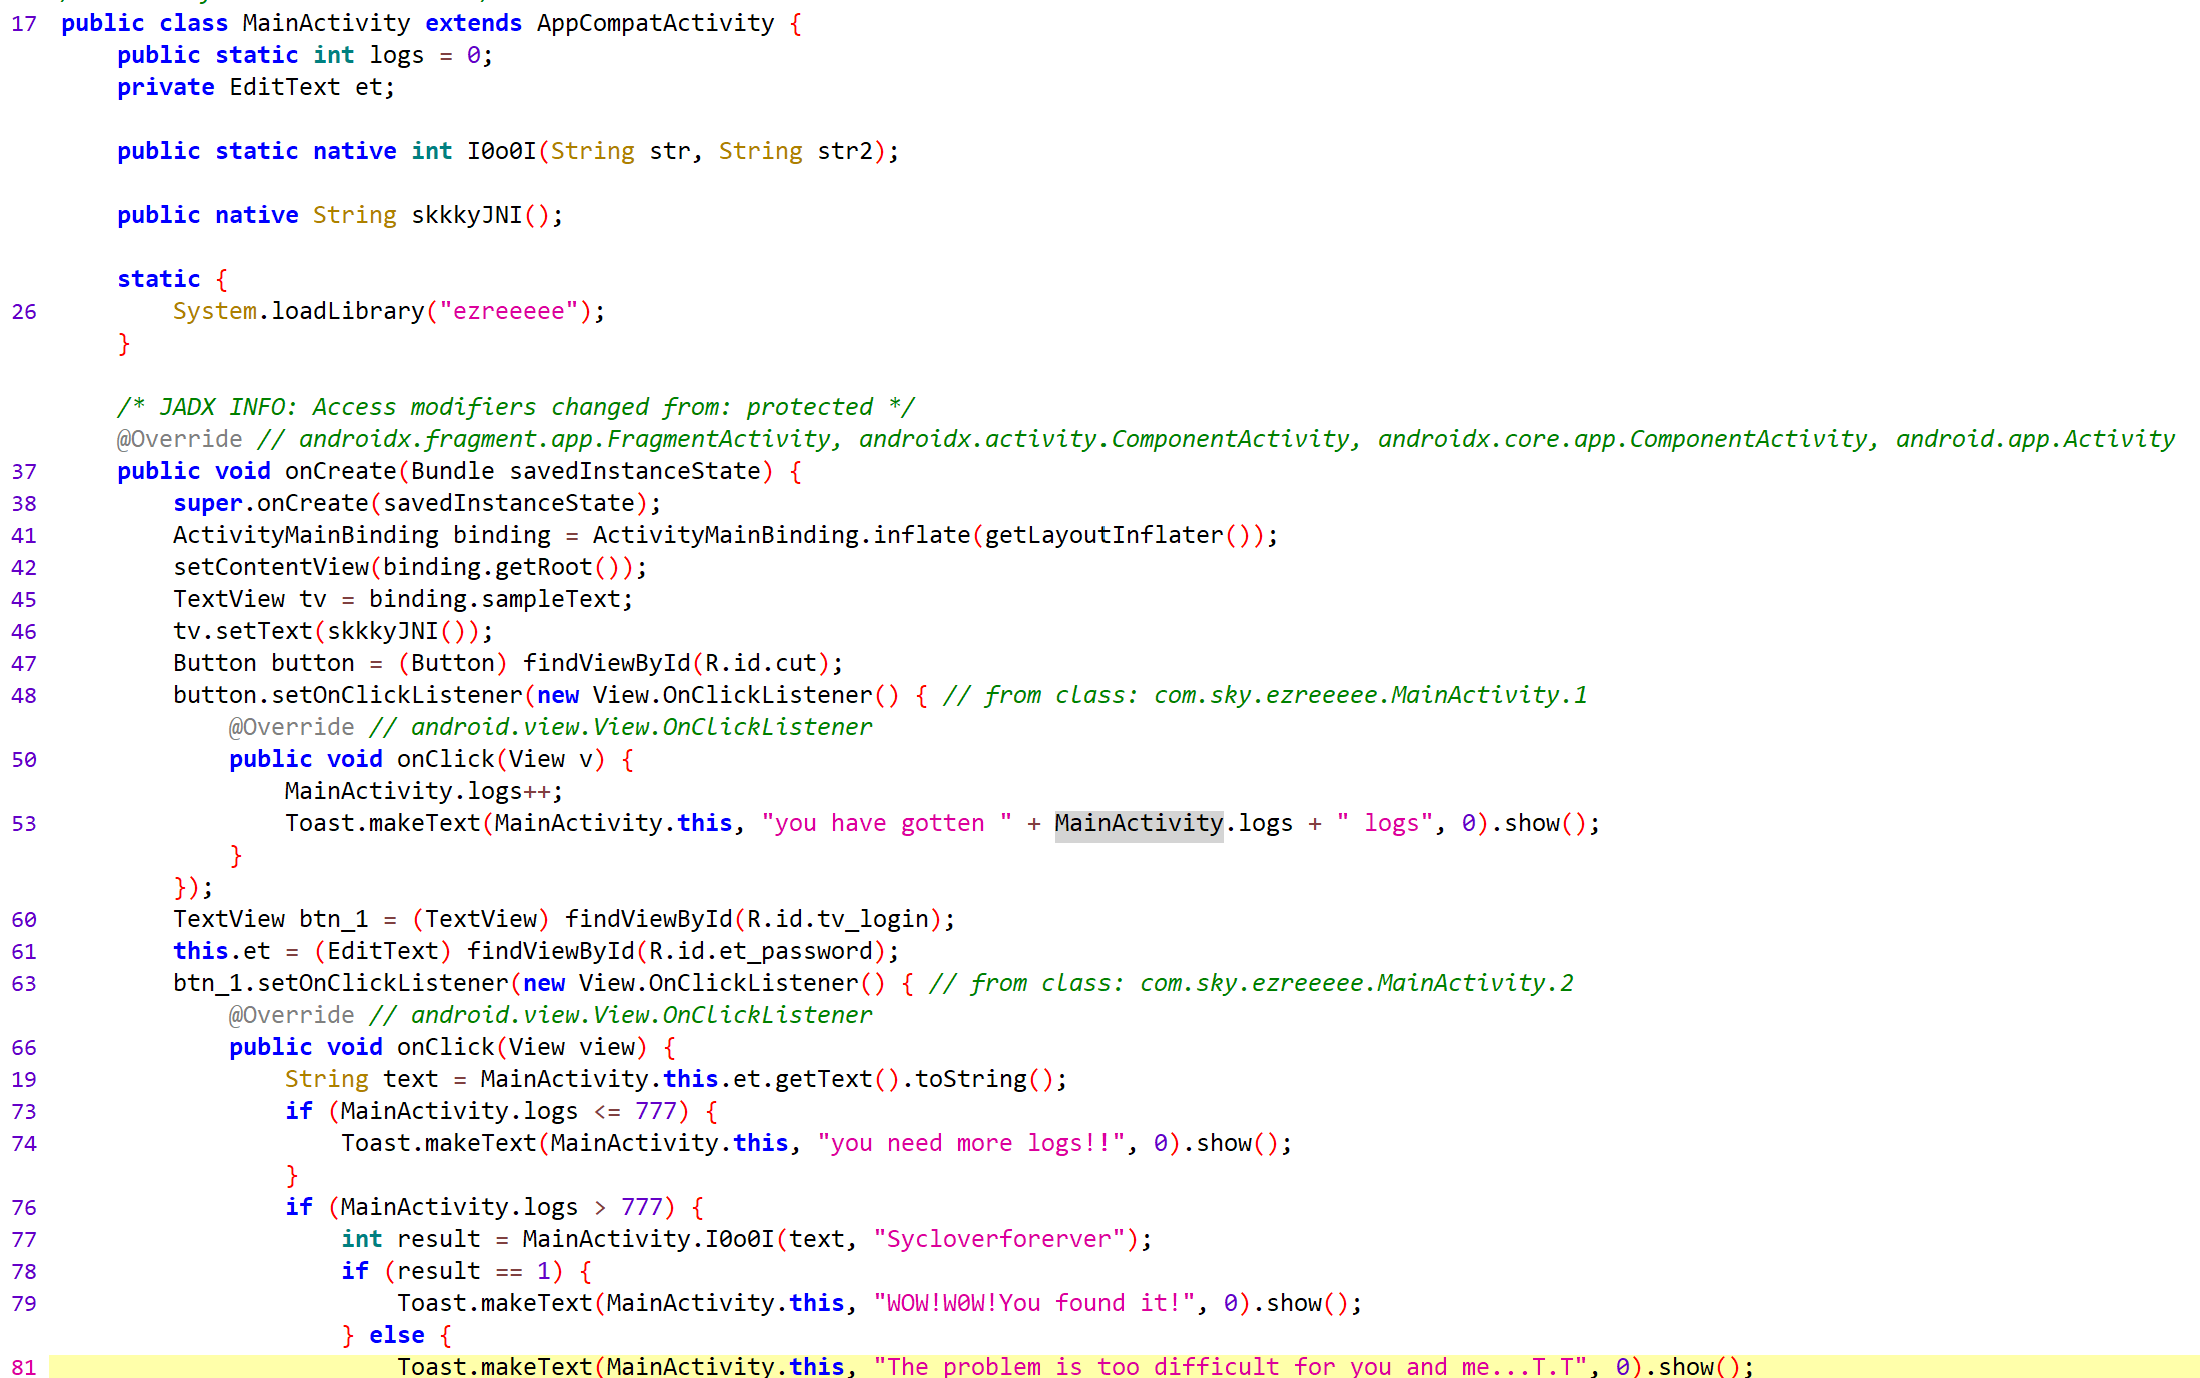 17 public class MainActivity extends AppCompatActivity {
public static int logs = 0;
private EditText et;
public static native int I0o0I(String str, String str2);
public native String skkkyJNI();
static {
26 System.loadLibrary("ezreeeee");
}
/* JADX INFO: Access modifiers changed from: protected */
@Override // androidx.fragment.app.FragmentActivity, androidx.activity.ComponentActivity, androidx.core.app.ComponentActivity, android.app.Activity
37 public void onCreate(Bundle savedInstanceState) {
38 super.onCreate(savedInstanceState);
41 ActivityMainBinding binding = ActivityMainBinding.inflate(getLayoutInflater());
42 setContentView(binding.getRoot());
45 TextView tv = binding.sampleText;
46 tv.setText(skkkyJNI());
47 Button button = (Button) findViewById(R.id.cut);
48 button.setOnClickListener(new View.OnClickListener() { // from class: com.sky.ezreeeee.MainActivity.1
@Override // android.view.View.OnClickListener
50 public void onClick(View v) {
MainActivity.logs++;
53 Toast.makeText(MainActivity.this, "you have gotten " + MainActivity.logs + " logs", 0).show();
}
});
60 TextView btn_1 = (TextView) findViewById(R.id.tv_login);
61 this.et = (EditText) findViewById(R.id.et_password);
63 btn_1.setOnClickListener(new View.OnClickListener() { // from class: com.sky.ezreeeee.MainActivity.2
@Override // android.view.View.OnClickListener
66 public void onClick(View view) {
19 String text = MainActivity.this.et.getText().toString();
73 if (MainActivity.logs <= 777) {
74 Toast.makeText(MainActivity.this, "you need more logs!!", 0).show();
}
76 if (MainActivity.logs > 777) {
77 int result = MainActivity.I0o0I(text, "Sycloverforerver");
78 if (result == 1) {
79 Toast.makeText(MainActivity.this, "WOW!W0W!You found it!", 0).show();
} else {
81 Toast.makeText(MainActivity.this, "The problem is too difficult for you and me...T.T", 0).show();